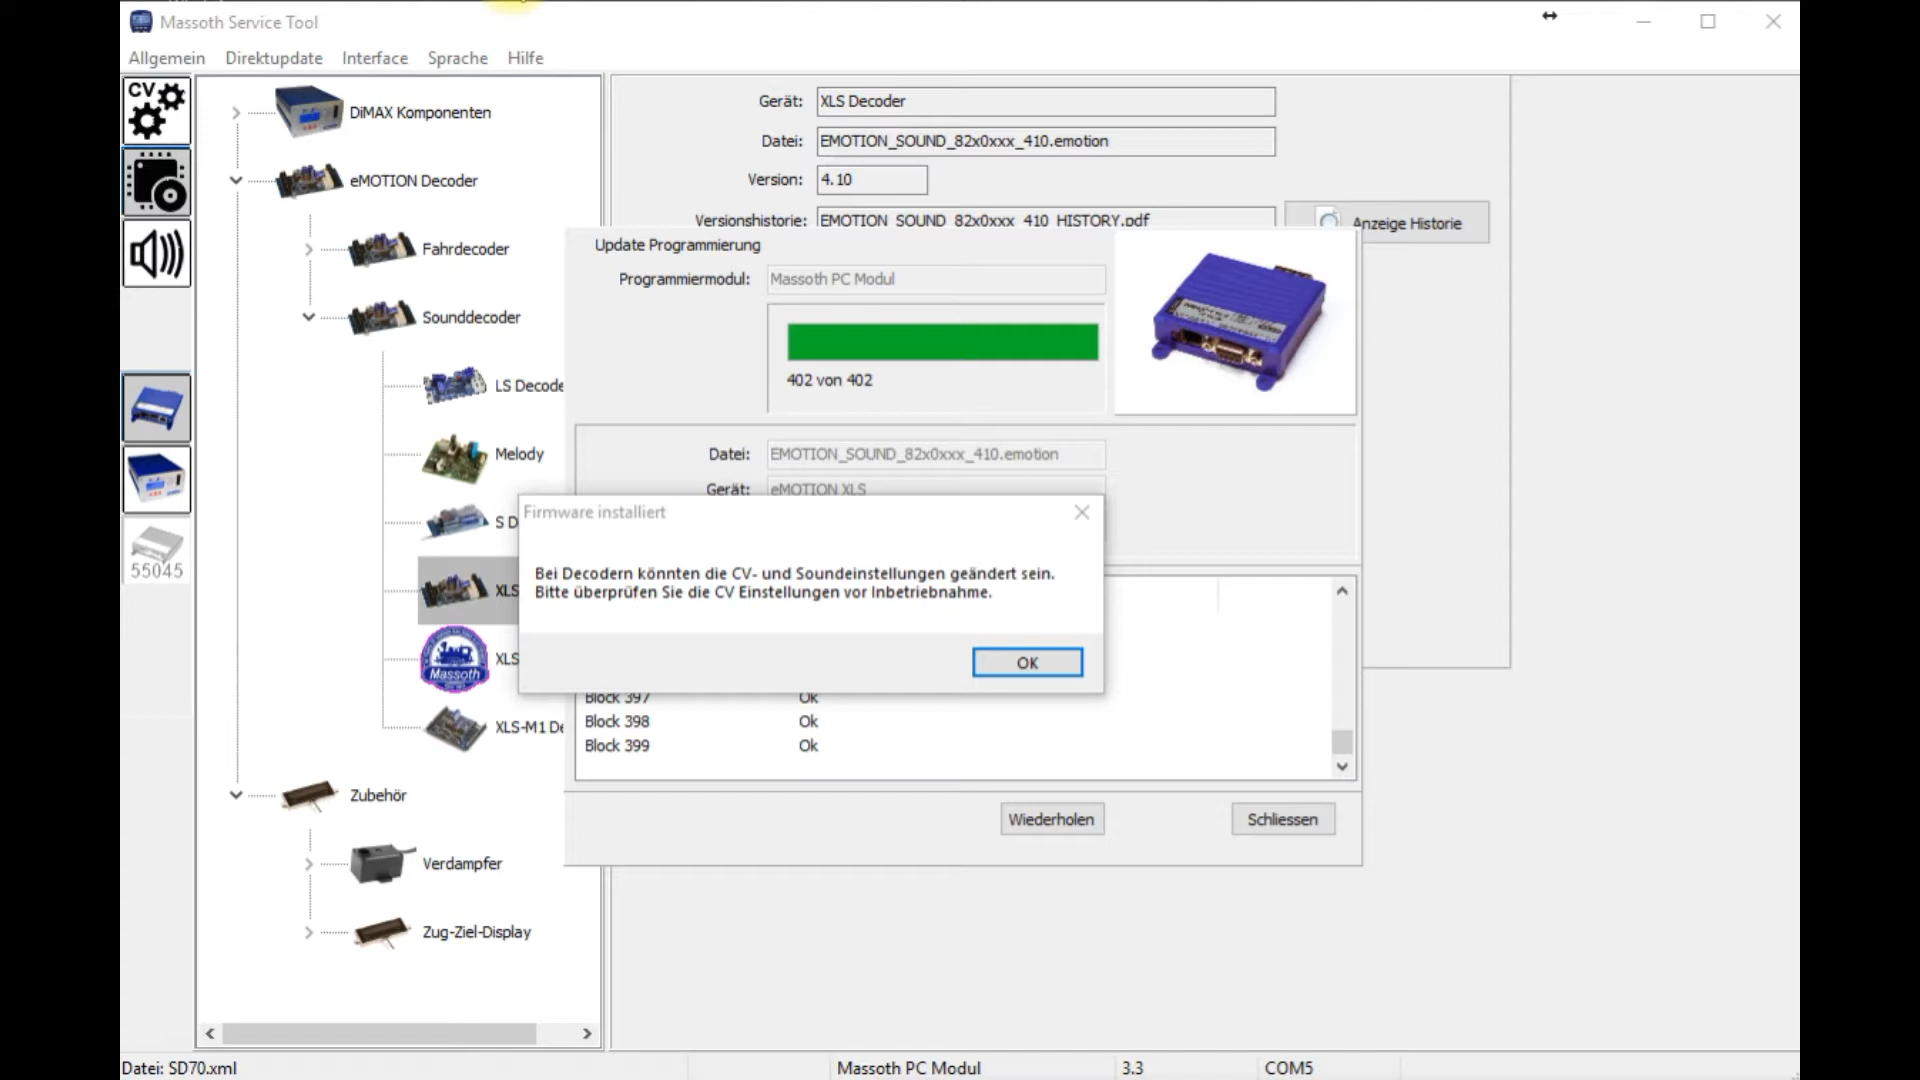 Massoth Service Tool
Allgemein Direktupdate Interface Sprache Hilfe
CV
55045
DiMAX Komponenten
eMOTION Decoder
Fahrdecoder
Sounddecoder
LS Decode
Melody
S D
XLS
Massoth
XLS
XLS-M1 De
Zubehör
Verdampfer
Zug-Ziel-Display
Gerät: XLS Decoder
Datei: EMOTION_SOUND_82x0xxx_410.emotion
Version: 4.10
Versionshistorie: EMOTION_SOUND_82x0xxx_410_HISTORY.pdf Anzeige Historie
Update Programmierung
Programmiermodul: Massoth PC Modul
402 von 402
Datei: EMOTION_SOUND_82x0xxx_410.emotion
Gerät: eMOTION XLS
Firmware installiert
Bei Decodern könnten die CV- und Soundeinstellungen geändert sein.
Bitte überprüfen Sie die CV Einstellungen vor Inbetriebnahme.
OK
Block 397 Ok
Block 398 Ok
Block 399 Ok
Wiederholen Schliessen
Datei: SD70.xml Massoth PC Modul 3.3 COM5